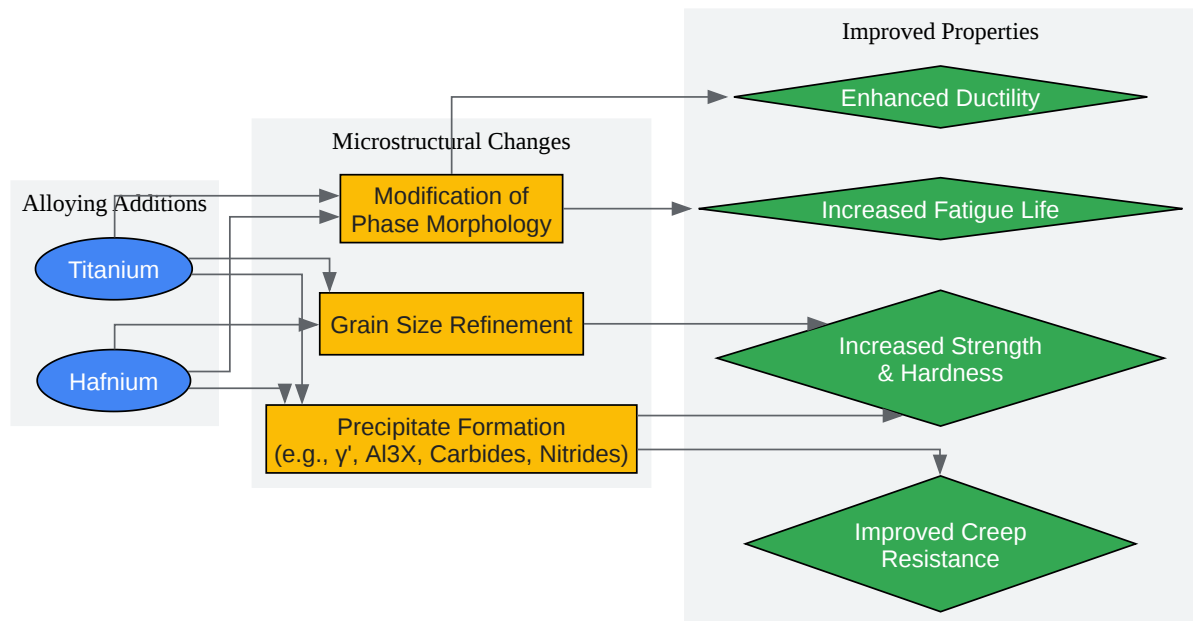 Improved Properties
Enhanced Ductility
Microstructural Changes
Modification of
Phase Morphology
Alloying Additions
Increased Fatigue Life
Titanium
Grain Size Refinement
Increased Strength
& Hardness
Hafnium
Precipitate Formation
(e.g., γ', Al3X, Carbides, Nitrides)
Improved Creep
Resistance